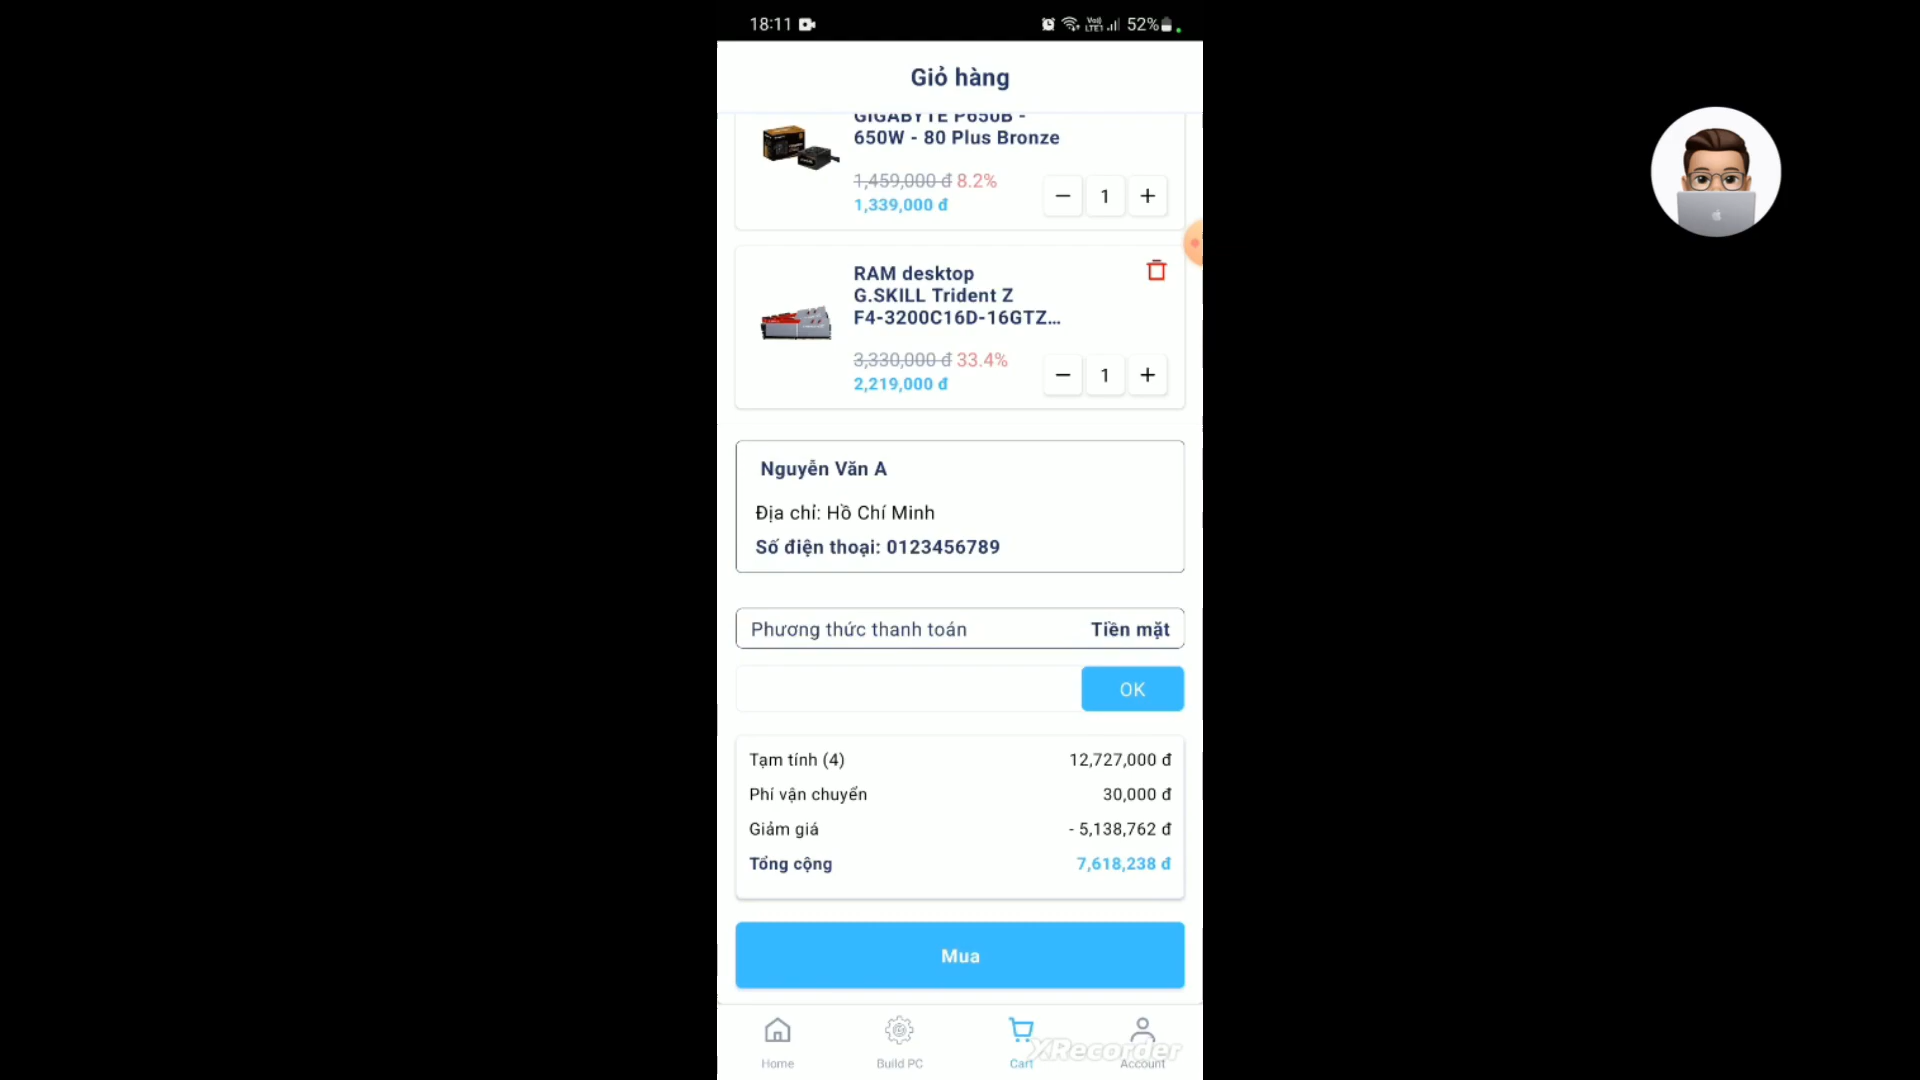 18:11
52%
Giỏ hàng
GIGABYTE P650B -
650W - 80 Plus Bronze
1,459,000 đ 8.2%
1,339,000 đ
1
RAM desktop
G.SKILL Trident Z
F4-3200C16D-16GTZ...
3,330,000 đ 33.4%
2,219,000 đ
1
Nguyễn Văn A
Địa chỉ: Hồ Chí Minh
Số điện thoại: 0123456789
Phương thức thanh toán Tiền mặt
OK
Tạm tính (4) 12,727,000 đ
Phí vận chuyển 30,000 đ
Giảm giá - 5,138,762 đ
Tổng cộng 7,618,238 đ
Mua
XRecorder
Home Build PC Cart Account